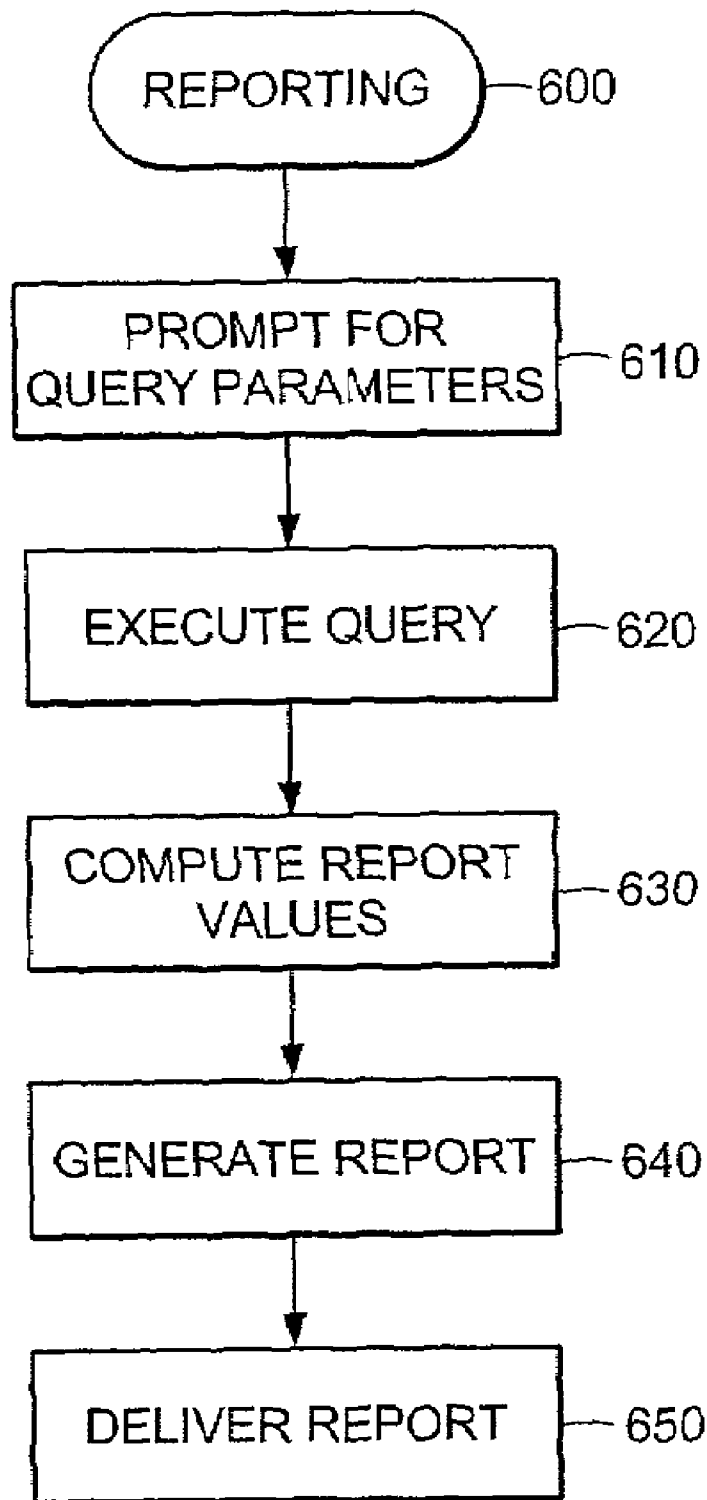 REPORTING 600
PROMPT FOR
QUERY PARAMETERS 610
EXECUTE QUERY 620
COMPUTE REPORT
VALUES 630
GENERATE REPORT 640
DELIVER REPORT 650